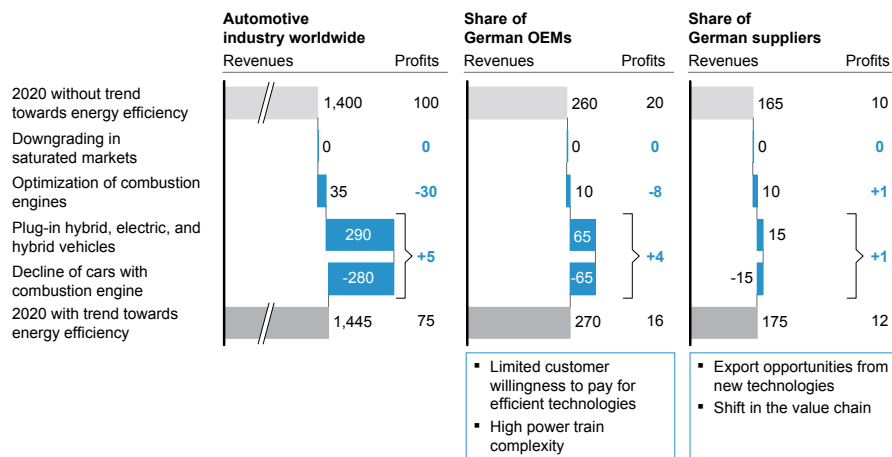 Automotive
industry worldwide
Share of
German OEMs
Share of
German suppliers
Revenues Profits Revenues Profits Revenues Profits
2020 without trend
towards energy efficiency
1,400 100 260 20 165 10
Downgrading in
saturated markets
0 0 0 0 0 0
Optimization of combustion
engines
35 -30 10 -8 10 +1
Plug-in hybrid, electric, and
hybrid vehicles
290 65 15
+5 +4 +1
Decline of cars with
combustion engine
-280 -65 -15
2020 with trend towards
energy efficiency
1,445 75 270 16 175 12
▪ Limited customer
willingness to pay for
efficient technologies
▪ High power train
complexity
▪ Export opportunities from
new technologies
▪ Shift in the value chain